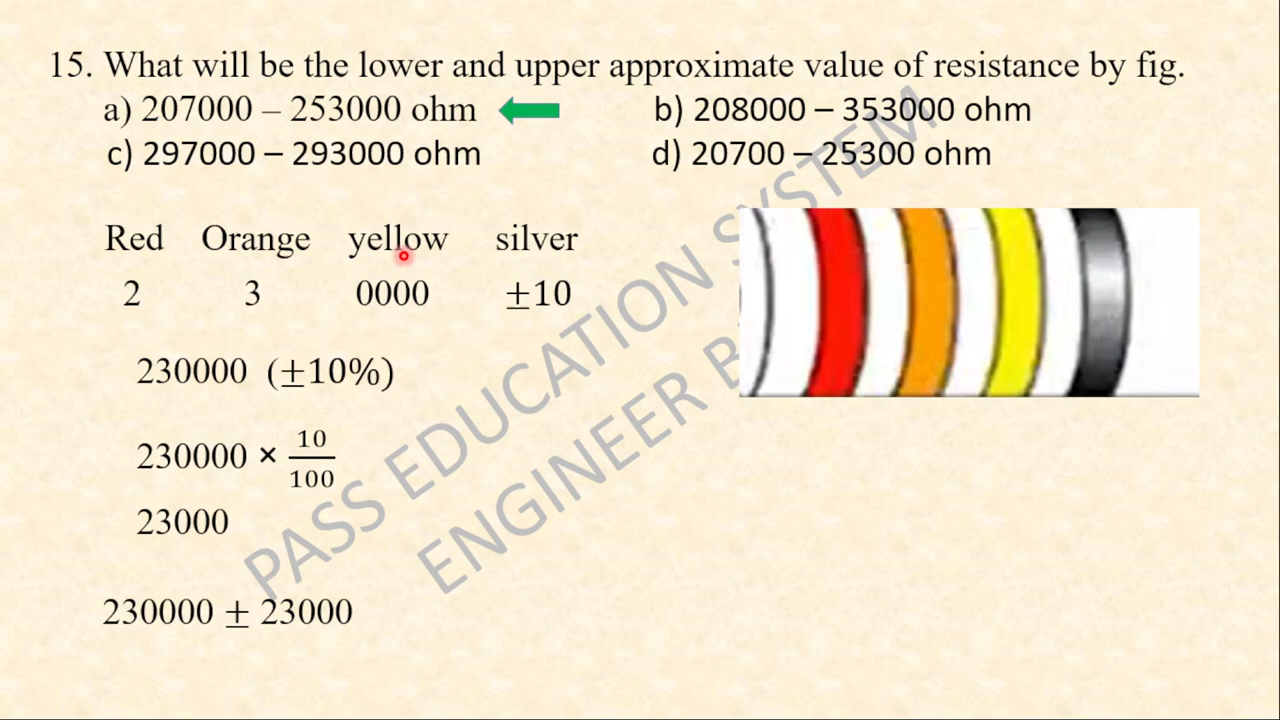 15. What will be the lower and upper approximate value of resistance by fig.
a) 207000 – 253000 ohm b) 208000 – 353000 ohm
c) 297000 – 293000 ohm d) 20700 – 25300 ohm
Red Orange yellow silver
2 3 0000 ±10
230000 (±10%)
230000 × 10/100
23000
230000 ± 23000
PASS EDUCATION SYSTEM
ENGINEER B